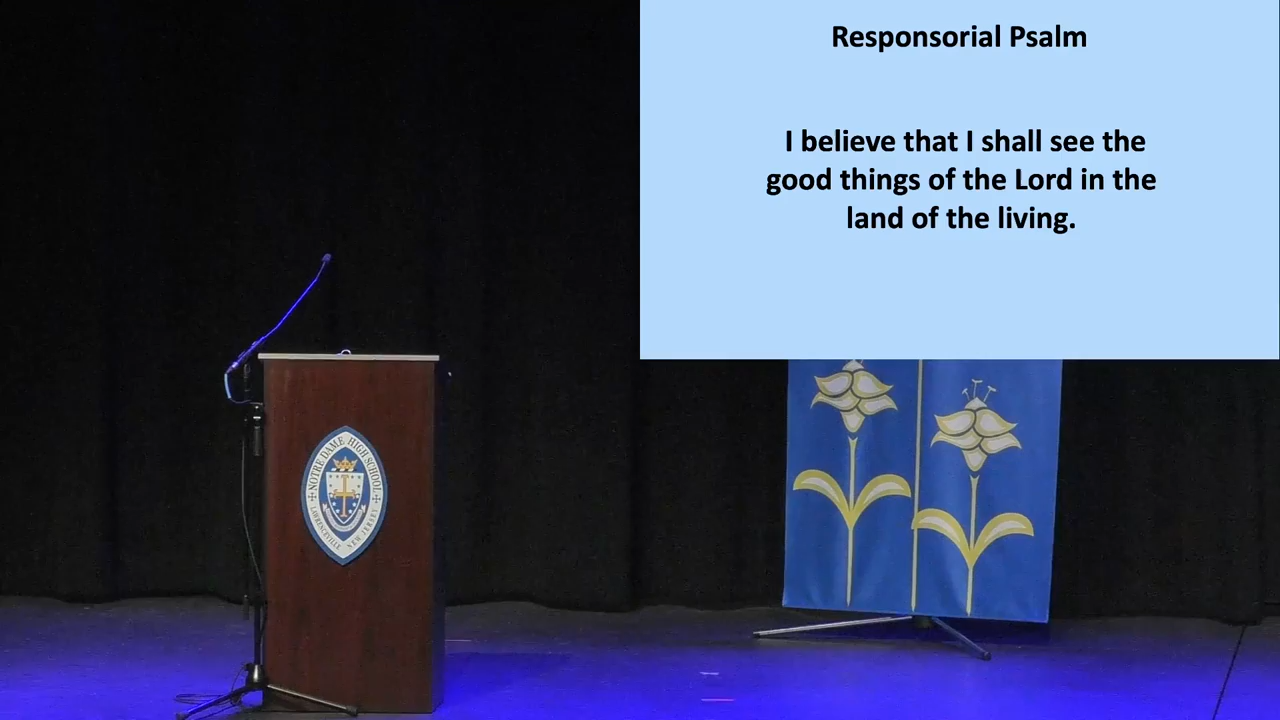 Responsorial Psalm
I believe that I shall see the
good things of the Lord in the
land of the living.
NOTRE DAME HIGH SCHOOL
LAWRENCEVILLE NEW JERSEY